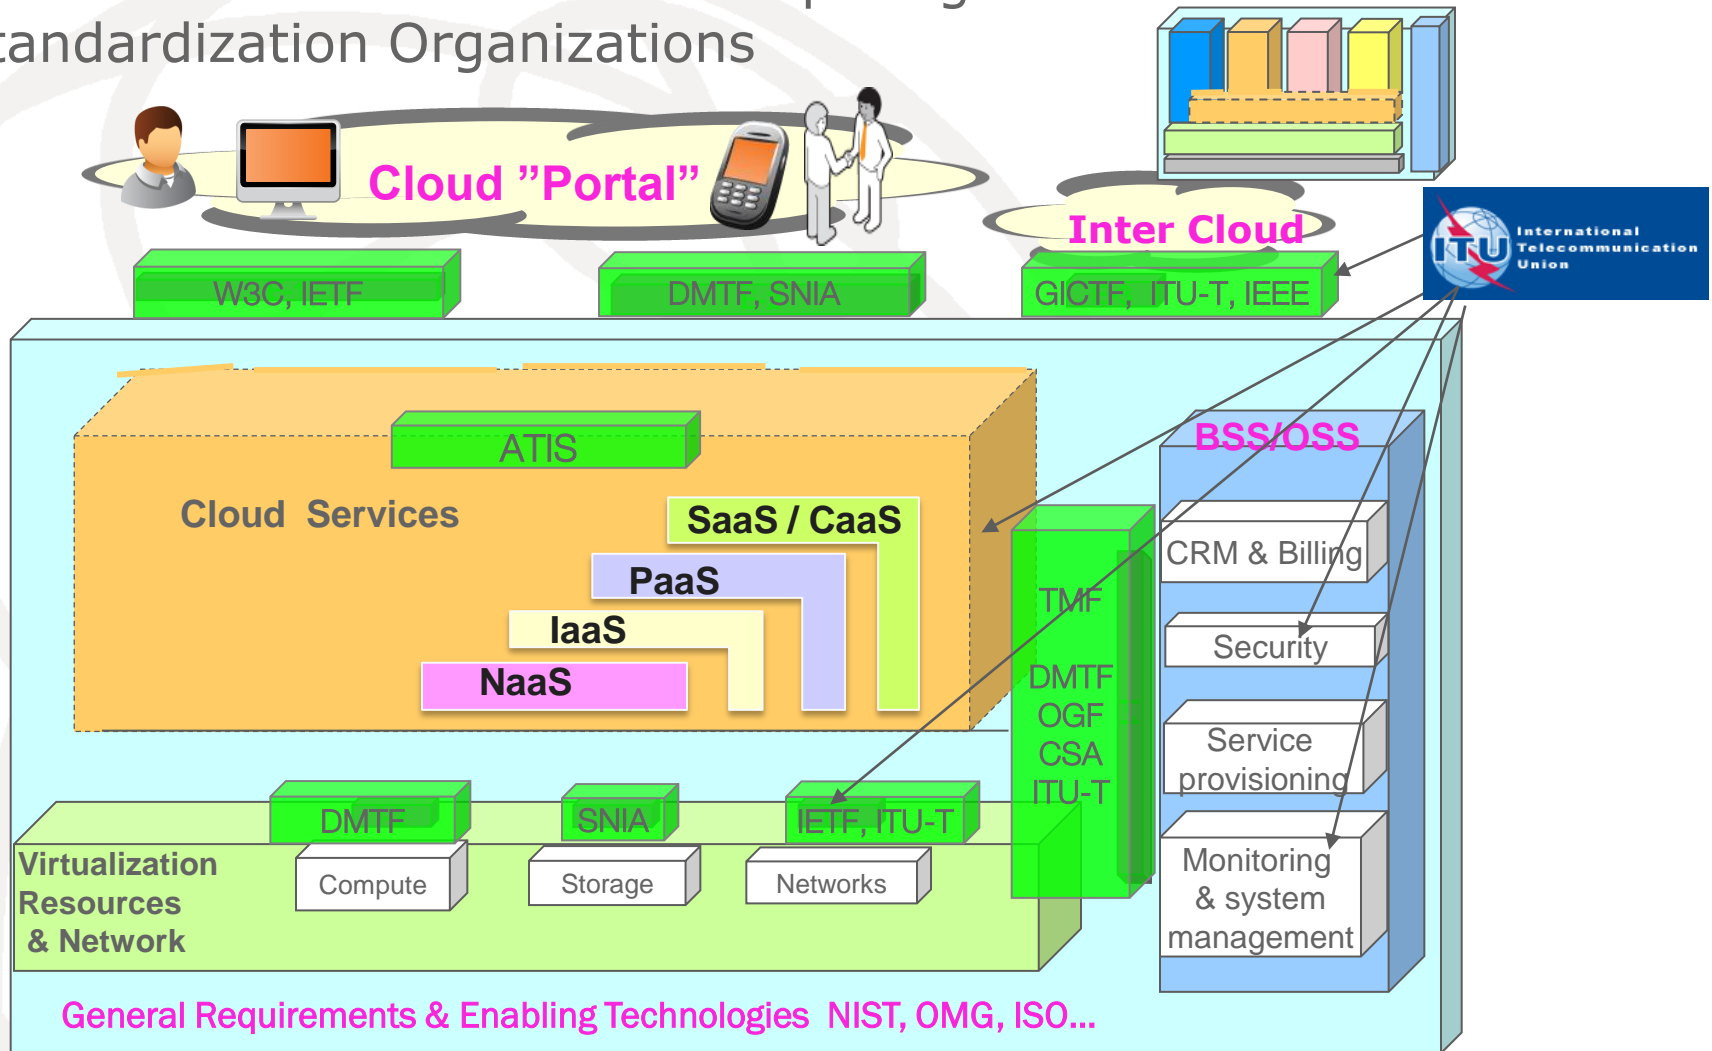 tandardization Organizations
Cloud ”Portal”
Inter Cloud
ITU
International
Telecommunication
Union
W3C, IETF
DMTF, SNIA
GICTF, ITU-T, IEEE
ATIS
BSS/OSS
Cloud Services
SaaS / CaaS
PaaS
IaaS
NaaS
TMF
DMTF
OGF
CSA
ITU-T
CRM & Billing
Security
Service
provisioning
Monitoring
& system
management
DMTF
SNIA
IETF, ITU-T
Virtualization
Resources
& Network
Compute
Storage
Networks
General Requirements & Enabling Technologies NIST, OMG, ISO...